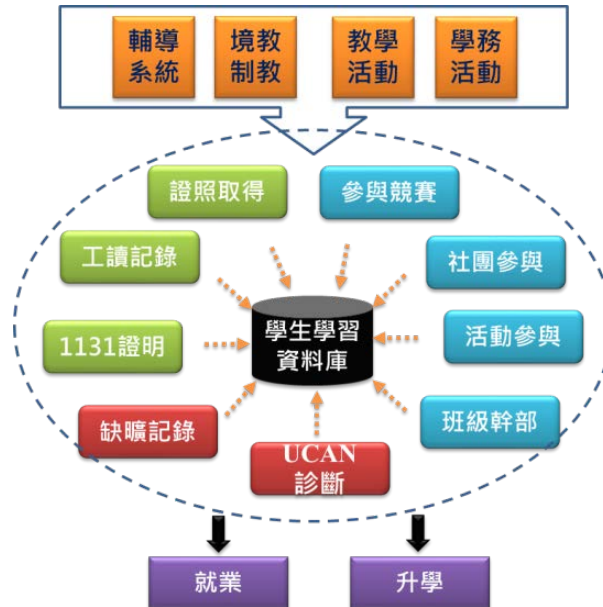 輔導
系統
境教
制教
教學
活動
學務
活動
證照取得
參與競賽
工讀記錄
社團參與
學生學習
資料庫
1131證明
活動參與
缺曠記錄
班級幹部
UCAN
診斷
就業
升學